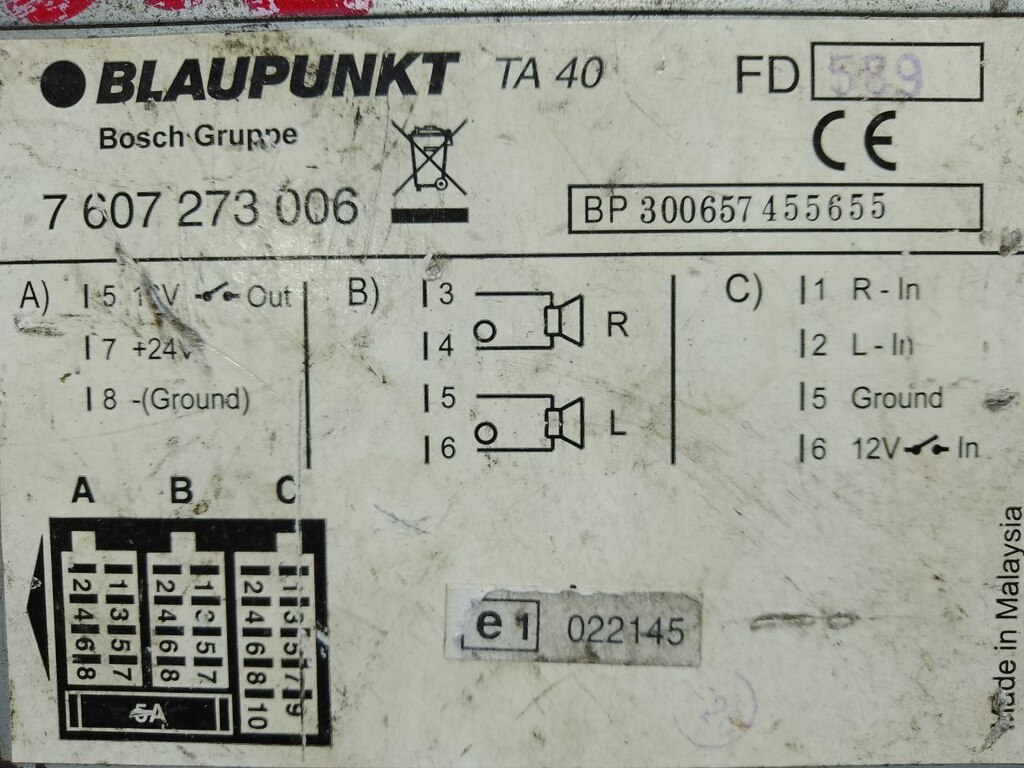 BLAUPUNKT TA 40 FD 589
Bosch Gruppe
CE
7 607 273 006
BP 300657 455655
A) 5 12V Out
7 +24V
8 -(Ground)
B) 3
4
R
5
6
L
C) 1 R - In
2 L - In
5 Ground
6 12V In
A B C
1 3 5 7
2 4 6 8
1 3 5 7
2 4 6 8
1 3 5 7 9
2 4 6 8 10
5A
e1 022145
Made in Malaysia